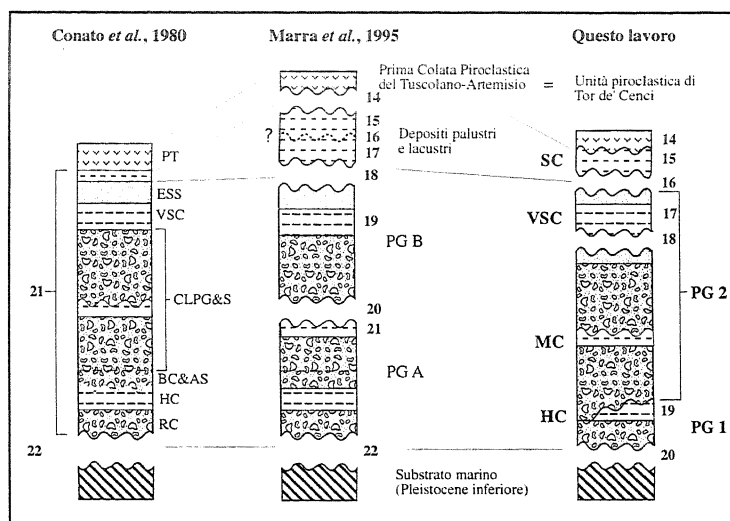 Conato et al., 1980
Marra et al., 1995
Questo lavoro
Prima Colata Piroclastica
del Tuscolano-Artemisio
=
Unità piroclastica di
Tor de' Cenci
14
15
?
16
17
18
Depositi palustri
e lacustri
PT
ESS
VSC
21
CLPG&S
BC&AS
HC
RC
22
19
PG B
20
21
PG A
22
14
SC
15
16
VSC
17
18
PG 2
MC
HC
19
PG 1
20
Substrato marino
(Pleistocene inferiore)